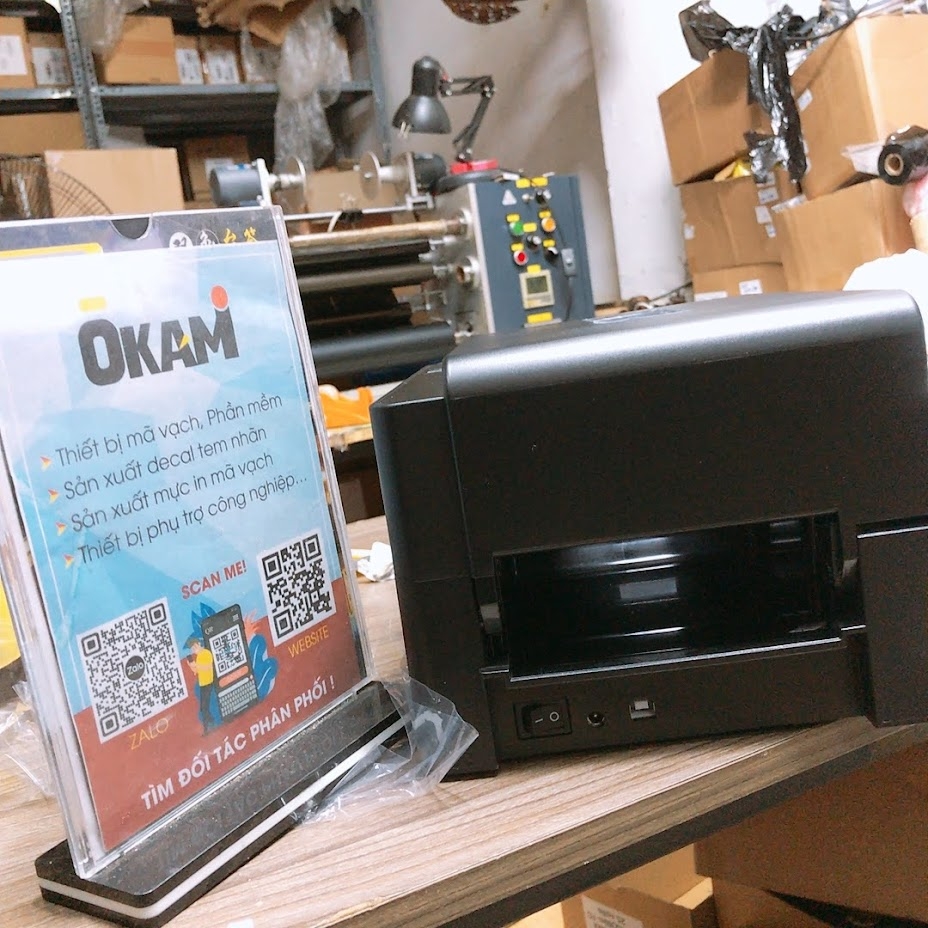 ŌKAMI
Thiết bị mã vạch, Phần mềm
Sản xuất decal tem nhãn
Sản xuất mực in mã vạch
Thiết bị phụ trợ công nghiệp...
SCAN ME!
Zalo
ZALO
WEBSITE
TÌM ĐỐI TÁC PHÂN PHỐI !